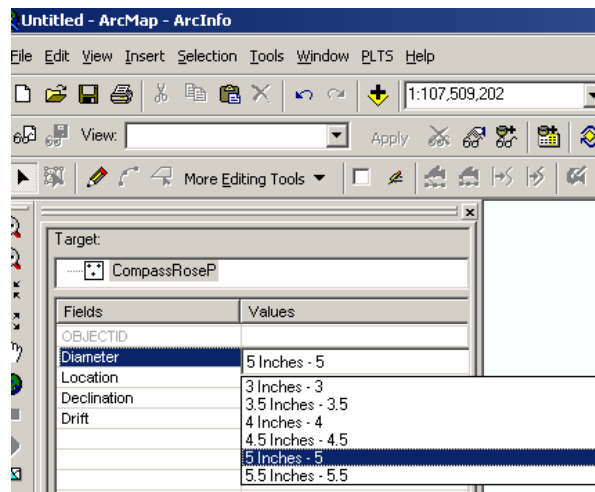 Untitled - ArcMap - ArcInfo
File Edit View Insert Selection Tools Window PLTS Help
1:107,509,202
View: Apply
More Editing Tools
Target:
CompassRoseP
Fields Values
OBJECTID
Diameter 5 Inches - 5
Location
Declination
Drift
3 Inches - 3
3.5 Inches - 3.5
4 Inches - 4
4.5 Inches - 4.5
5 Inches - 5
5.5 Inches - 5.5